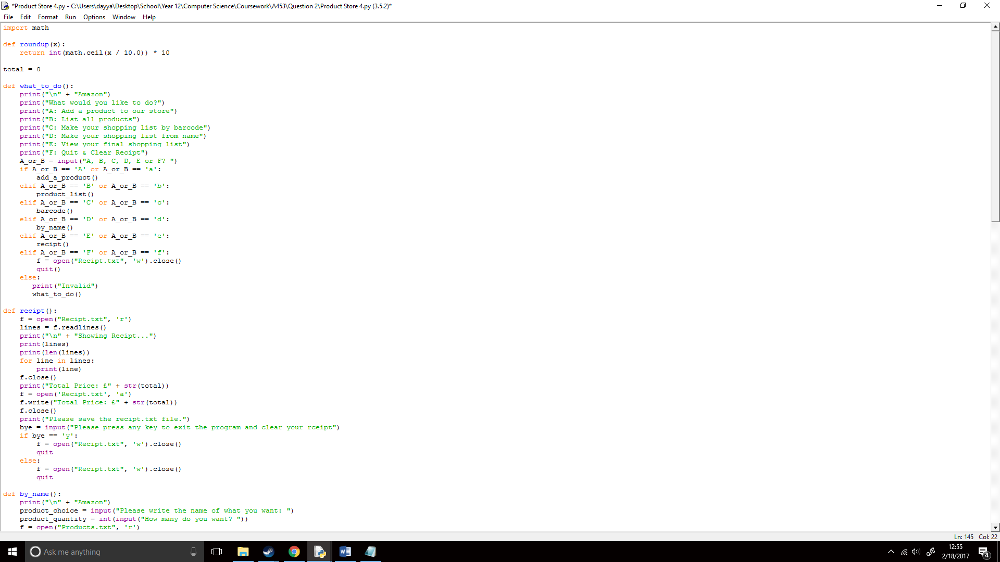 *Product Store 4.py - C:\Users\dayya\Desktop\School\Year 12\Computer Science\Coursework\A453\Question 2\Product Store 4.py (3.5.2)*
File Edit Format Run Options Window Help
import math

def roundup(x):
    return int(math.ceil(x / 10.0)) * 10

total = 0

def what_to_do():
    print("\n" + "Amazon")
    print("What would you like to do?")
    print("A: Add a product to our store")
    print("B: List all products")
    print("C: Make your shopping list by barcode")
    print("D: Make your shopping list from name")
    print("E: View your final shopping list")
    print("F: Quit & Clear Recipt")
    A_or_B = input("A, B, C, D, E or F? ")
    if A_or_B == 'A' or A_or_B == 'a':
        add_a_product()
    elif A_or_B == 'B' or A_or_B == 'b':
        product_list()
    elif A_or_B == 'C' or A_or_B == 'c':
        barcode()
    elif A_or_B == 'D' or A_or_B == 'd':
        by_name()
    elif A_or_B == 'E' or A_or_B == 'e':
        recipt()
    elif A_or_B == 'F' or A_or_B == 'f':
        f = open("Recipt.txt", 'w').close()
        quit()
    else:
       print("Invalid")
       what_to_do()

def recipt():
    f = open("Recipt.txt", 'r')
    lines = f.readlines()
    print("\n" + "Showing Recipt...")
    print(lines)
    print(len(lines))
    for line in lines:
        print(line)
    f.close()
    print("Total Price: £" + str(total))
    f = open('Recipt.txt', 'a')
    f.write("Total Price: £" + str(total))
    f.close()
    print("Please save the recipt.txt file.")
    bye = input("Please press any key to exit the program and clear your rceipt")
    if bye == 'y':
        f = open("Recipt.txt", 'w').close()
        quit
    else:
        f = open("Recipt.txt", 'w').close()
        quit

def by_name():
    print("\n" + "Amazon")
    product_choice = input("Please write the name of what you want: ")
    product_quantity = int(input("How many do you want? "))
    f = open("Products.txt", 'r')
Ln: 145 Col: 22
Ask me anything
12:55
2/18/2017
4